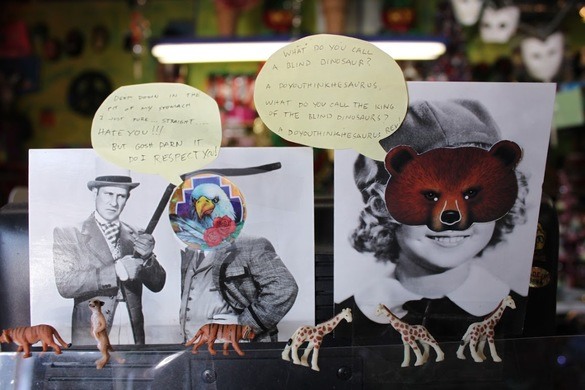 DEEP DOWN IN THE
PIT OF MY STOMACH
I JUST PURE... STRAIGHT...
HATE YOU!!!
BUT GOSH DARN IT
DO I RESPECT YOU!
WHAT DO YOU CALL
A BLIND DINOSAUR?
A DOYOUTHINKHESAURUS.
WHAT DO YOU CALL THE KING
OF THE BLIND DINOSAURS?
A DOYOUTHINKHESAURUS REX!